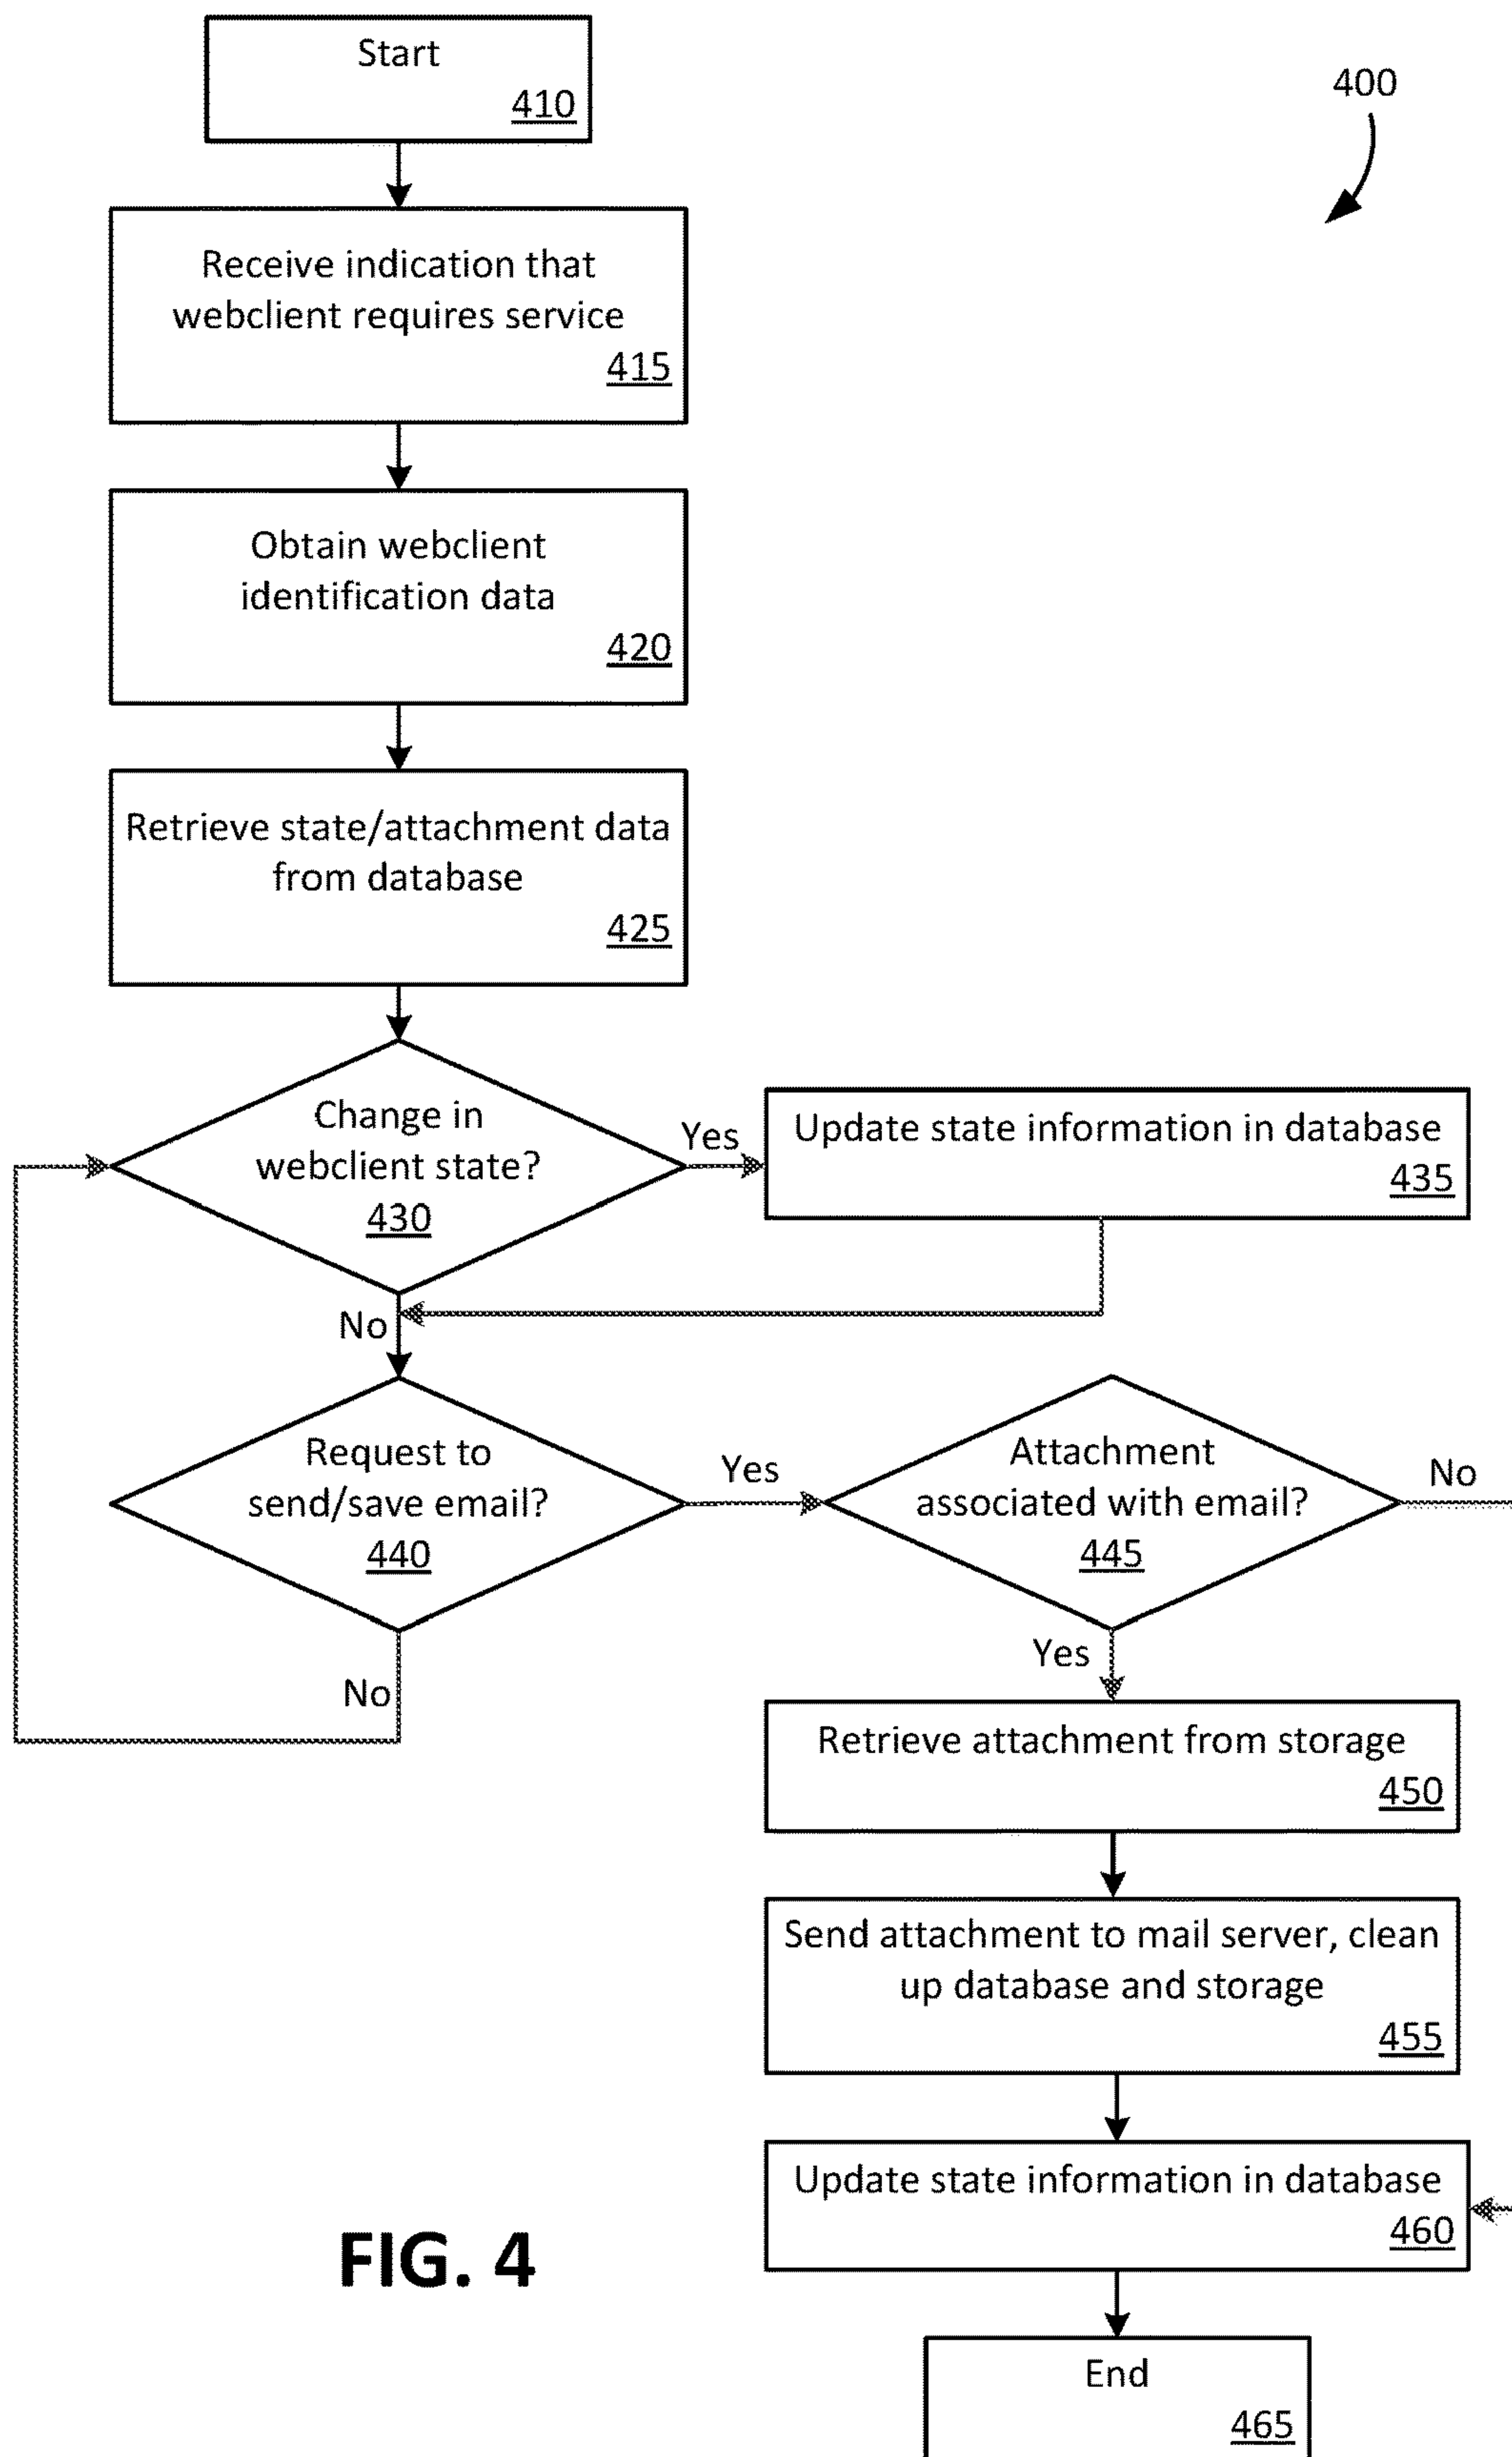 Start
410
400
Receive indication that
webclient requires service
415
Obtain webclient
identification data
420
Retrieve state/attachment data
from database
425
Change in
webclient state?
430
Yes
Update state information in database
435
No
Request to
send/save email?
440
Yes
Attachment
associated with email?
445
No
No
Yes
Retrieve attachment from storage
450
Send attachment to mail server, clean
up database and storage
455
Update state information in database
460
FIG. 4
End
465